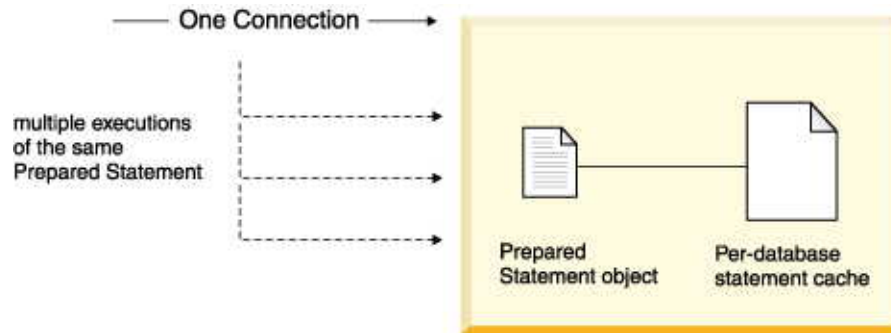 One Connection
multiple executions
of the same
Prepared Statement
Prepared
Statement object
Per-database
statement cache